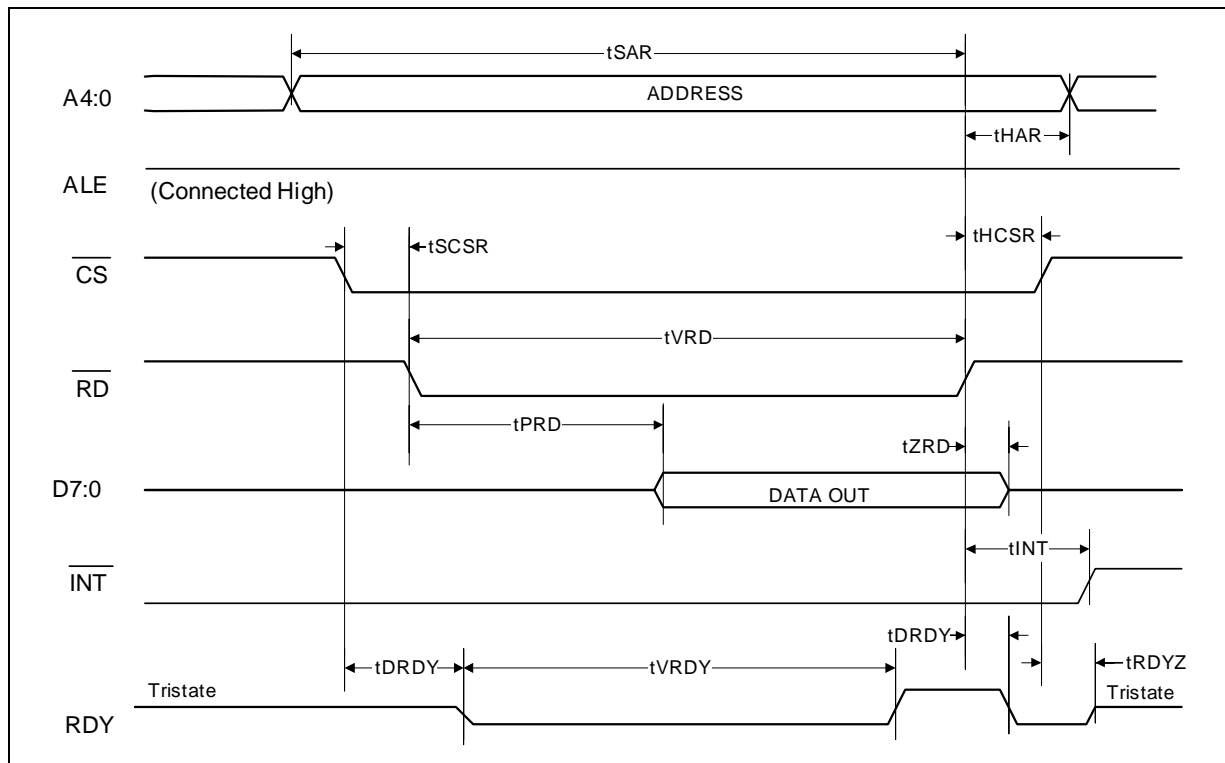 tSAR
A4:0
ADDRESS
tHAR
ALE
(Connected High)
tSCSR
tHCSR
CS
tVRD
RD
tPRD
tZRD
D7:0
DATA OUT
tINT
INT
tDRDY
tDRDY
tVRDY
tRDYZ
Tristate
Tristate
RDY